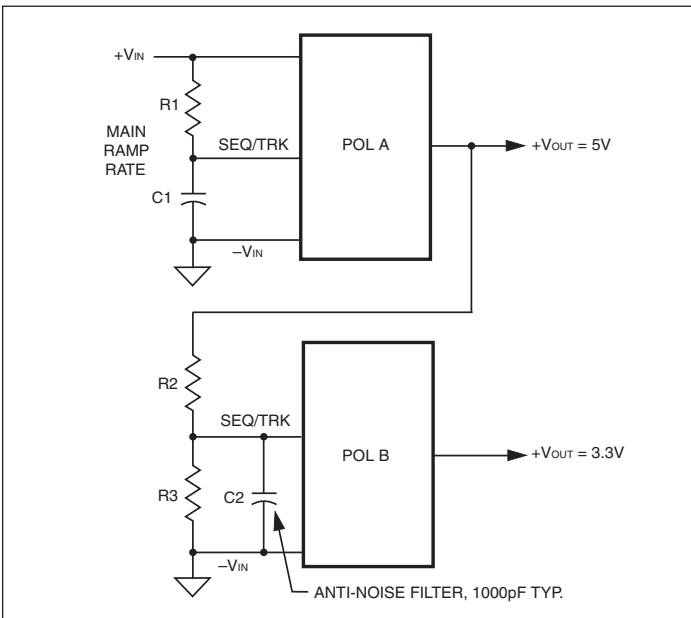 +VIN
R1
MAIN
RAMP
RATE
SEQ/TRK
POL A
+VOUT = 5V
C1
–VIN
R2
SEQ/TRK
POL B
+VOUT = 3.3V
R3
C2
–VIN
ANTI-NOISE FILTER, 1000pF TYP.